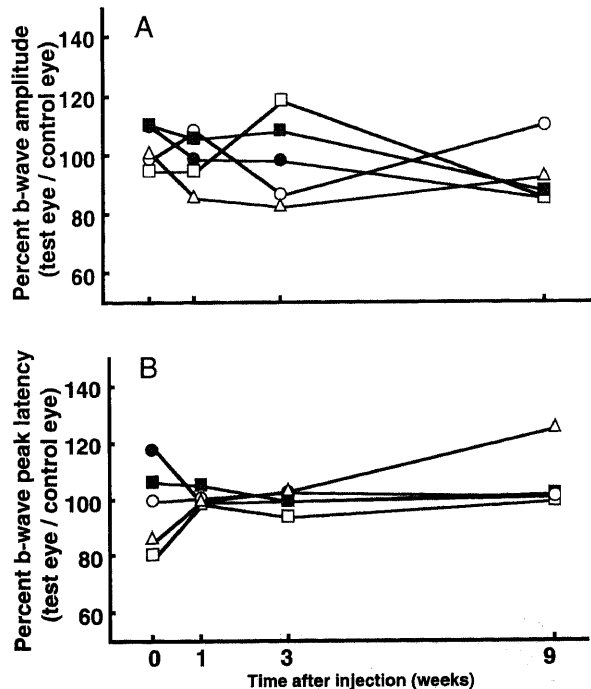 A
140
120
100
80
60
Percent b-wave amplitude
(test eye / control eye)
B
140
120
100
80
60
Percent b-wave peak latency
(test eye / control eye)
0 1 3 9
Time after injection (weeks)